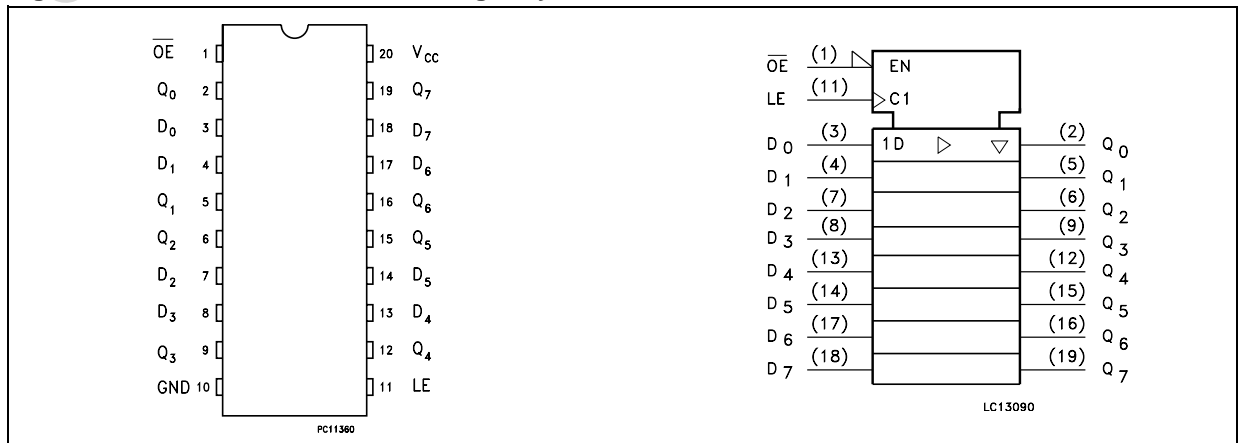 OE 1 20 VCC
Q0 2 19 Q7
D0 3 18 D7
D1 4 17 D6
Q1 5 16 Q6
Q2 6 15 Q5
D2 7 14 D5
D3 8 13 D4
Q3 9 12 Q4
GND 10 11 LE
PC11360
OE (1) EN
LE (11) C1
D0 (3) 1D (2) Q0
D1 (4) (5) Q1
D2 (7) (6) Q2
D3 (8) (9) Q3
D4 (13) (12) Q4
D5 (14) (15) Q5
D6 (17) (16) Q6
D7 (18) (19) Q7
LC13090